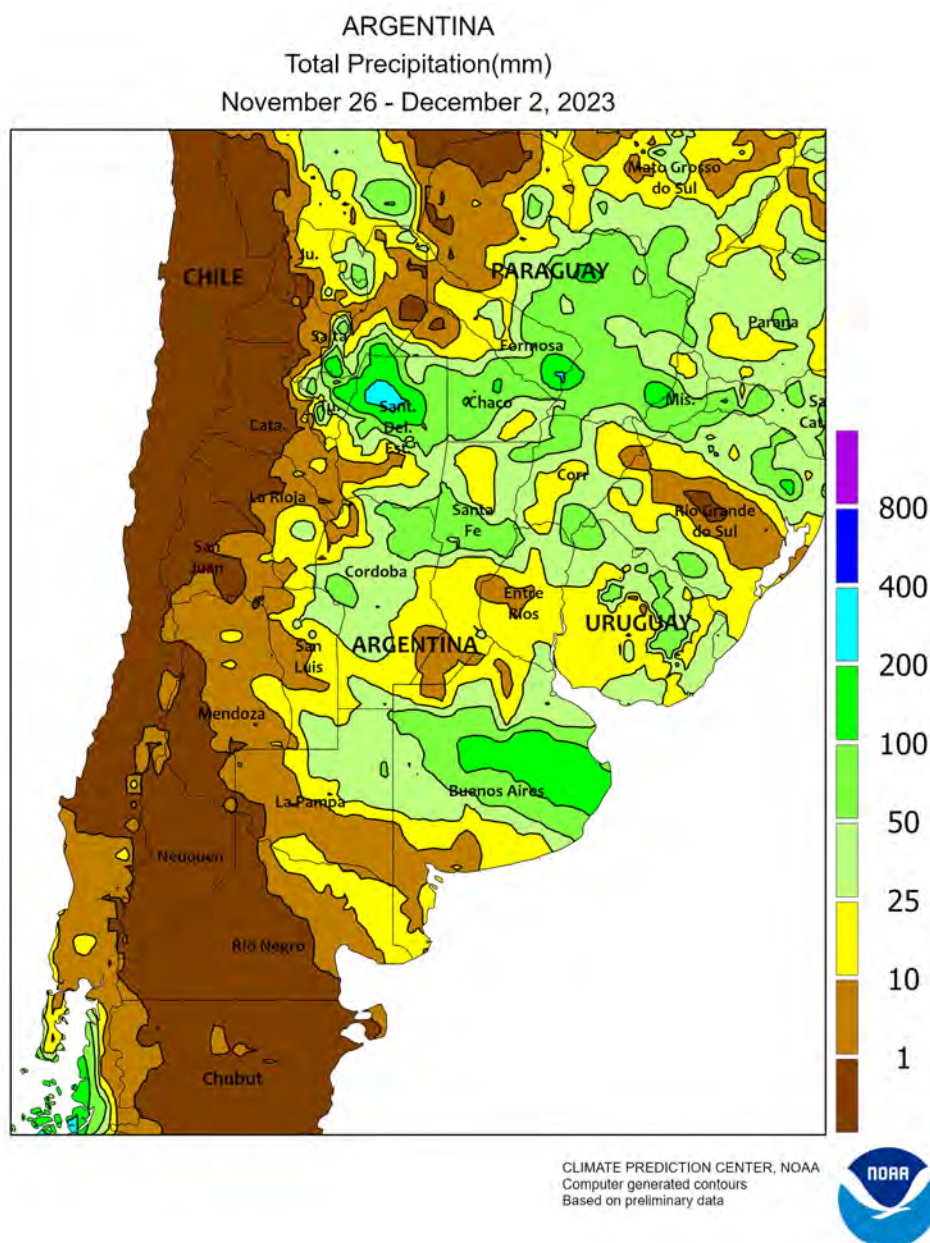 ARGENTINA
Total Precipitation(mm)
November 26 - December 2, 2023
Mato Grosso
do Sul
Ju.
CHILE
PARAGUAY
Parana
Salta
Formosa
Tu.
Sant.
Del.
Est.
Chaco
Mis.
Sa
Cat
Cata.
La Rioja
Corr
Santa
Fe
Rio Grande
do Sul
San
Juan
Cordoba
Entre
Rios
URUGUAY
San
Luis
ARGENTINA
Mendoza
La Pampa
Buenos Aires
Neuquen
Rio Negro
Chubut
800
400
200
100
50
25
10
1
CLIMATE PREDICTION CENTER, NOAA
Computer generated contours
Based on preliminary data
NOAA